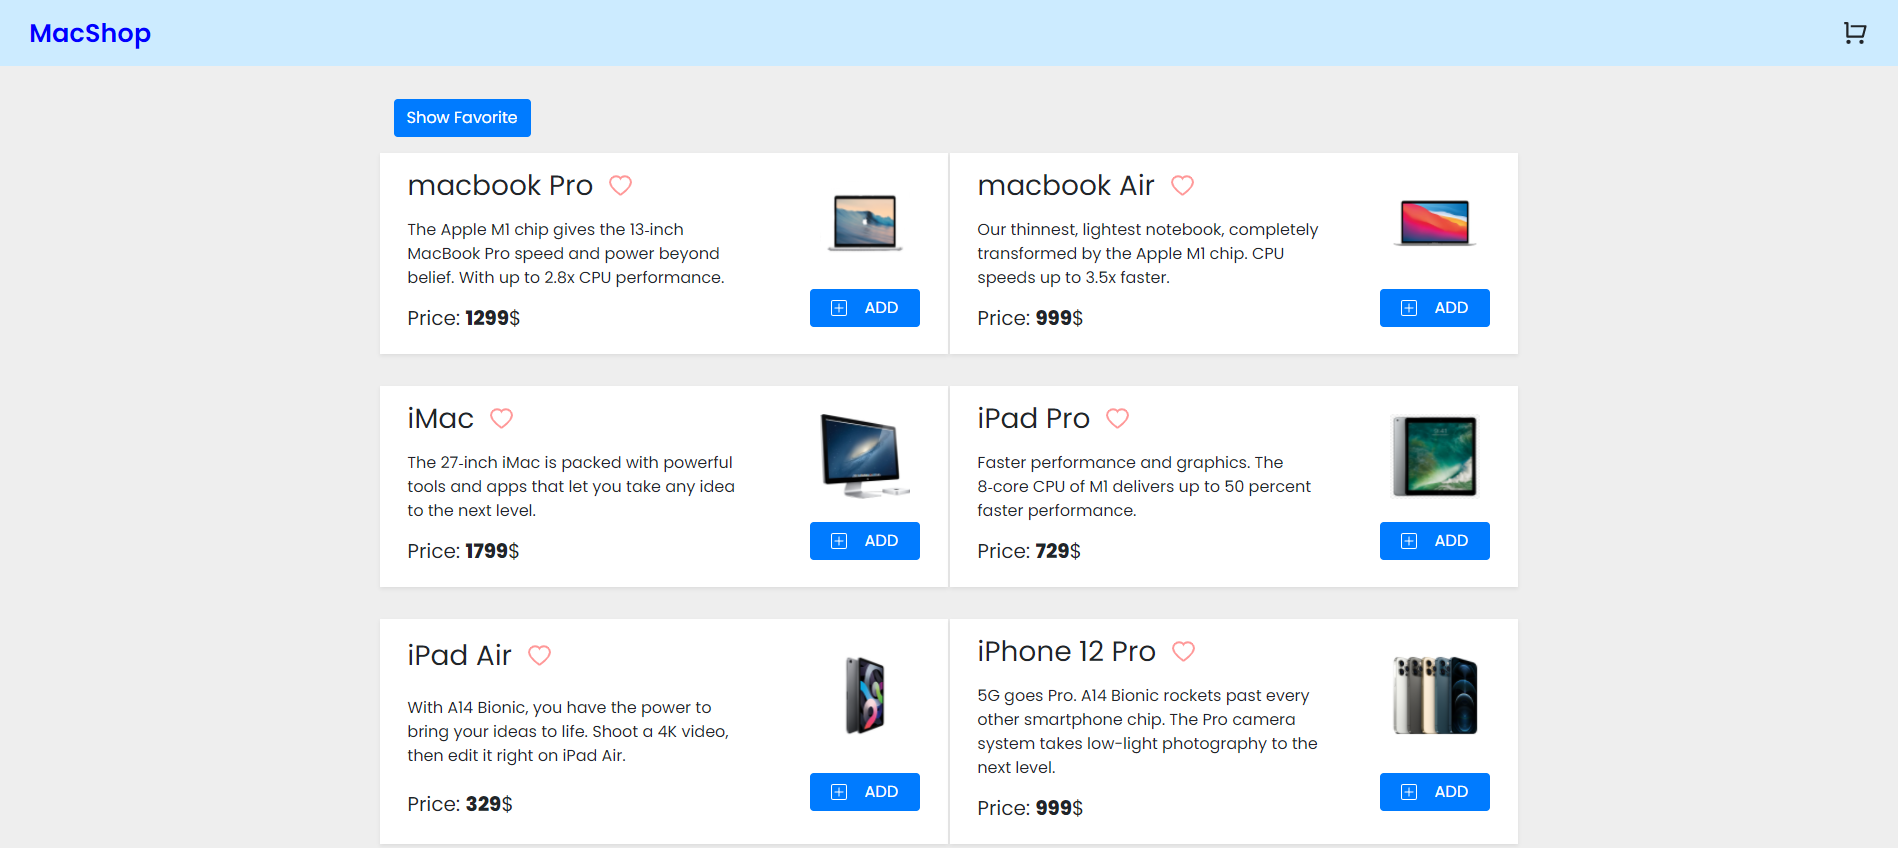 MacShop
Show Favorite
macbook Pro
The Apple M1 chip gives the 13-inch
MacBook Pro speed and power beyond
belief. With up to 2.8x CPU performance.
Price: 1299$
ADD
macbook Air
Our thinnest, lightest notebook, completely
transformed by the Apple M1 chip. CPU
speeds up to 3.5x faster.
Price: 999$
ADD
iMac
The 27-inch iMac is packed with powerful
tools and apps that let you take any idea
to the next level.
Price: 1799$
ADD
iPad Pro
Faster performance and graphics. The
8-core CPU of M1 delivers up to 50 percent
faster performance.
Price: 729$
ADD
iPad Air
With A14 Bionic, you have the power to
bring your ideas to life. Shoot a 4K video,
then edit it right on iPad Air.
Price: 329$
ADD
iPhone 12 Pro
5G goes Pro. A14 Bionic rockets past every
other smartphone chip. The Pro camera
system takes low-light photography to the
next level.
Price: 999$
ADD